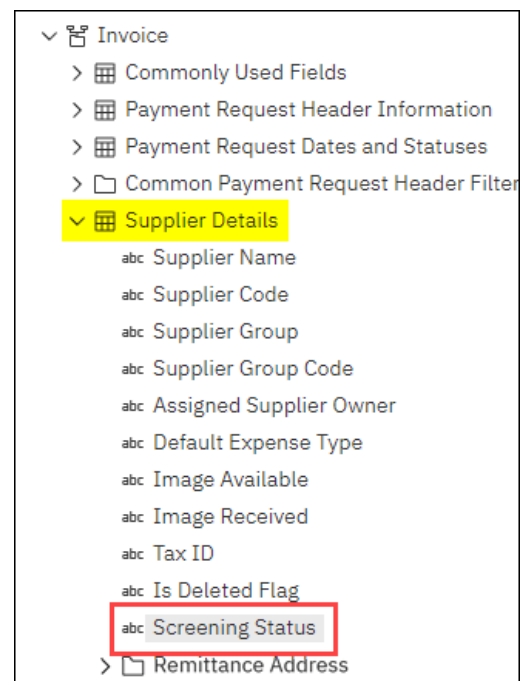 Invoice
Commonly Used Fields
Payment Request Header Information
Payment Request Dates and Statuses
Common Payment Request Header Filter
Supplier Details
abc Supplier Name
abc Supplier Code
abc Supplier Group
abc Supplier Group Code
abc Assigned Supplier Owner
abc Default Expense Type
abc Image Available
abc Image Received
abc Tax ID
abc Is Deleted Flag
abc Screening Status
Remittance Address